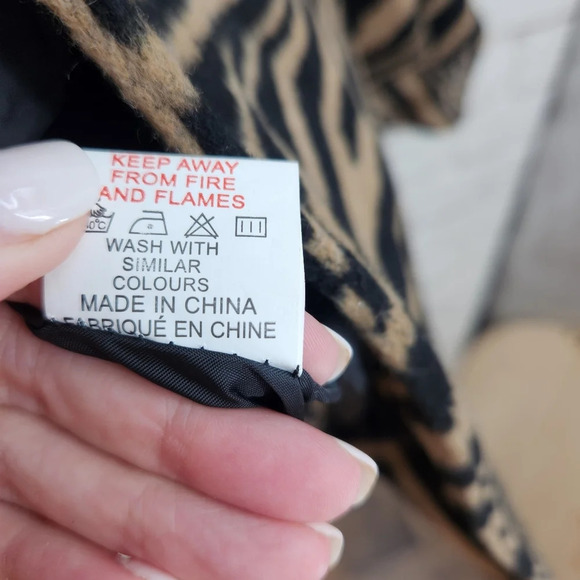 KEEP AWAY
FROM FIRE
AND FLAMES
WASH WITH
SIMILAR
COLOURS
MADE IN CHINA
FABRIQUÉ EN CHINE